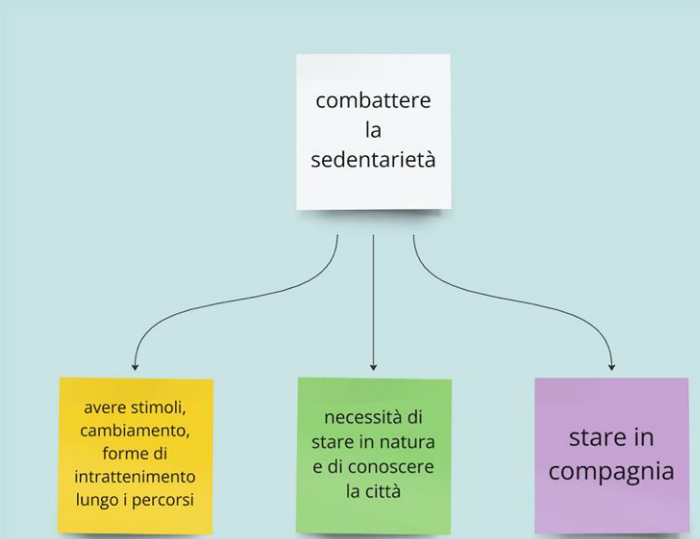 combattere
la
sedentarietà
avere stimoli,
cambiamento,
forme di
intrattenimento
lungo i percorsi
necessità di
stare in natura
e di conoscere
la città
stare in
compagnia